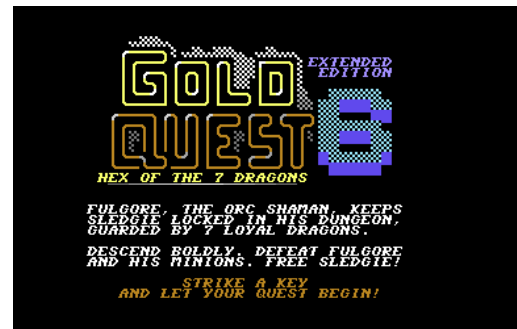 GOLD
EXTENDED
EDITION
QUEST 6
HEX OF THE 7 DRAGONS
FULGORE, THE ORC SHAMAN, KEEPS
SLEDGIE LOCKED IN HIS DUNGEON,
GUARDED BY 7 LOYAL DRAGONS.
DESCEND BOLDLY, DEFEAT FULGORE
AND HIS MINIONS. FREE SLEDGIE!
STRIKE A KEY
AND LET YOUR QUEST BEGIN!